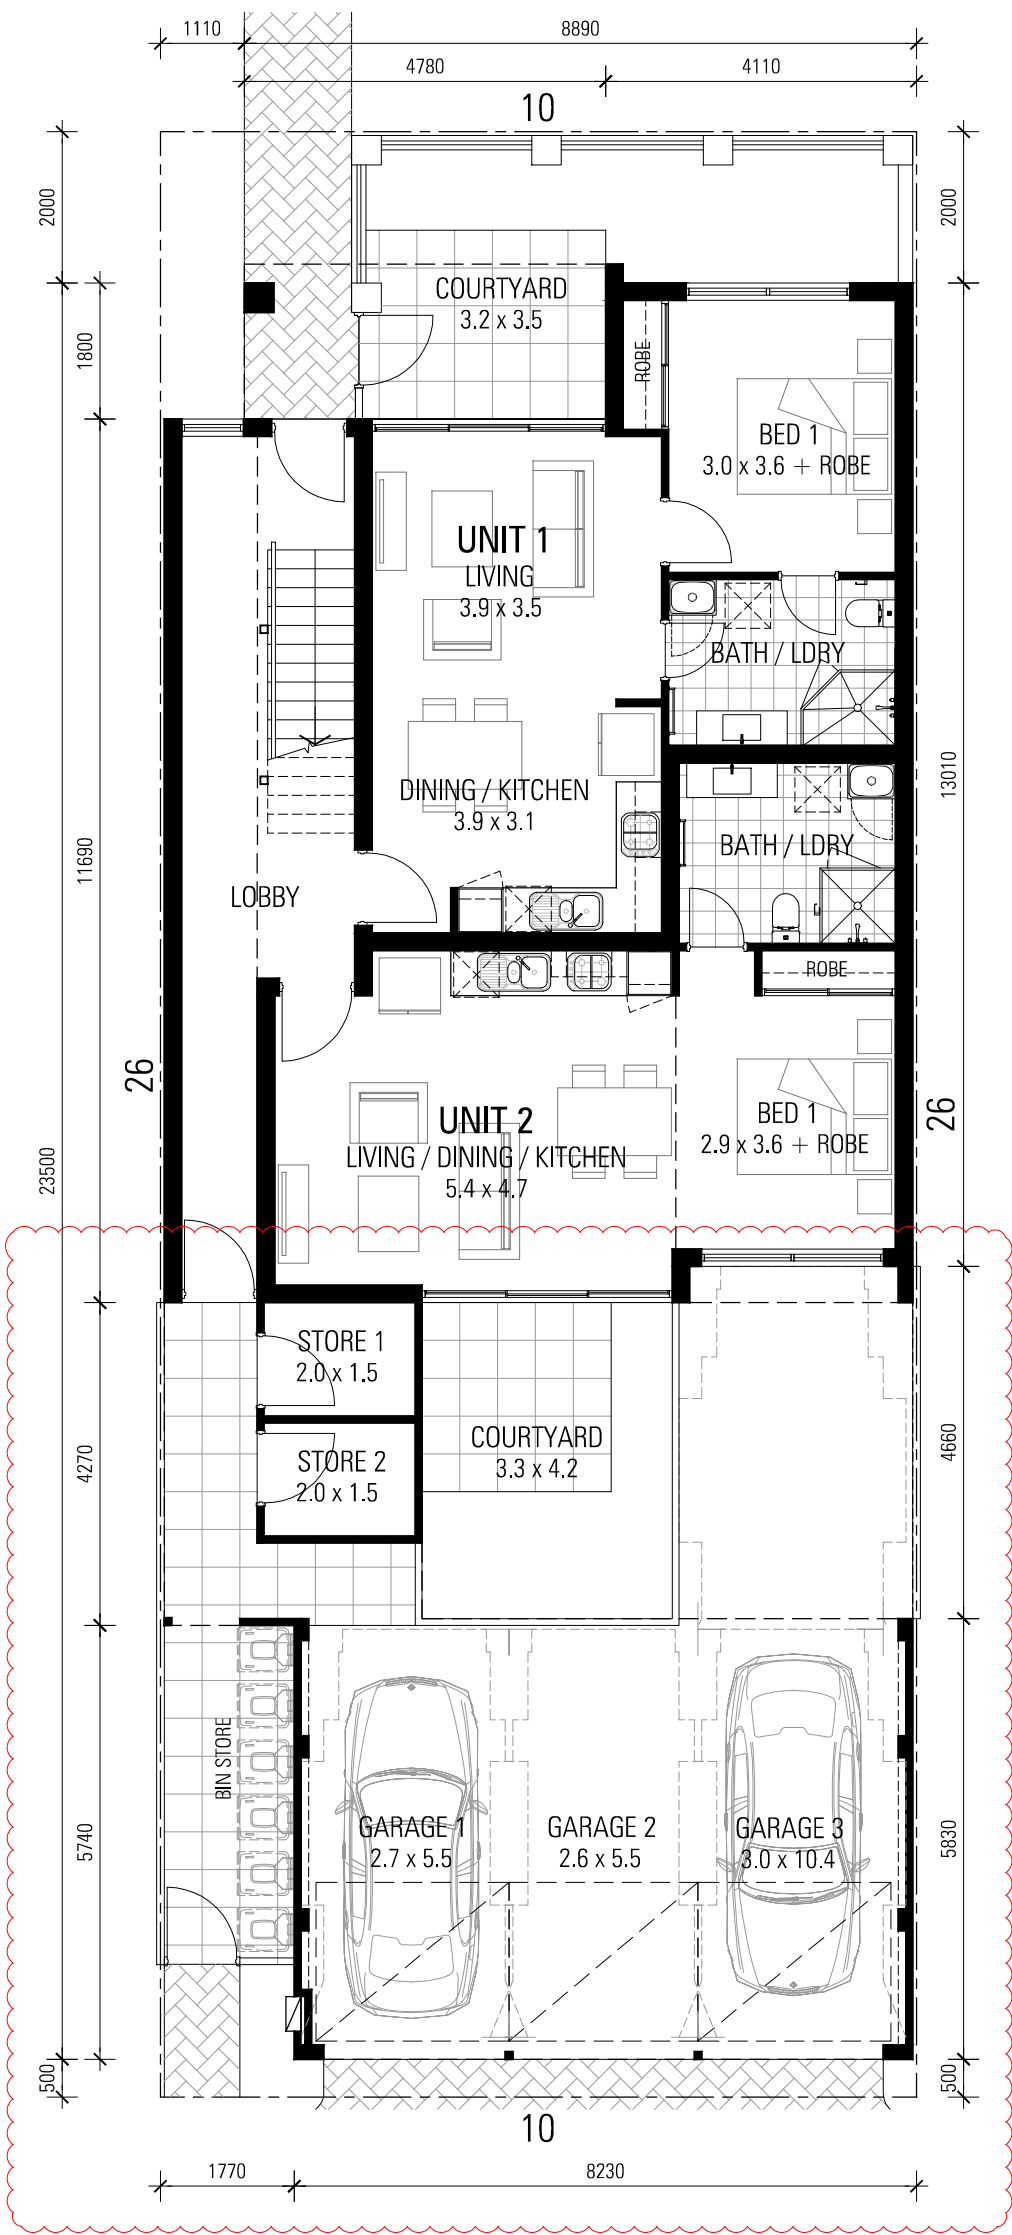 1110
8890
4780
4110
10
2000
2000
COURTYARD
3.2 x 3.5
1800
ROBE
BED 1
3.0 x 3.6 + ROBE
UNIT 1
LIVING
3.9 x 3.5
BATH / LDRY
DINING / KITCHEN
3.9 x 3.1
13010
11690
BATH / LDRY
LOBBY
ROBE
26
26
UNIT 2
LIVING / DINING / KITCHEN
5.4 x 4.7
BED 1
2.9 x 3.6 + ROBE
23500
STORE 1
2.0 x 1.5
COURTYARD
3.3 x 4.2
4270
4660
STORE 2
2.0 x 1.5
BIN STORE
GARAGE 1
2.7 x 5.5
GARAGE 2
2.6 x 5.5
GARAGE 3
3.0 x 10.4
5740
5830
500
500
10
1770
8230